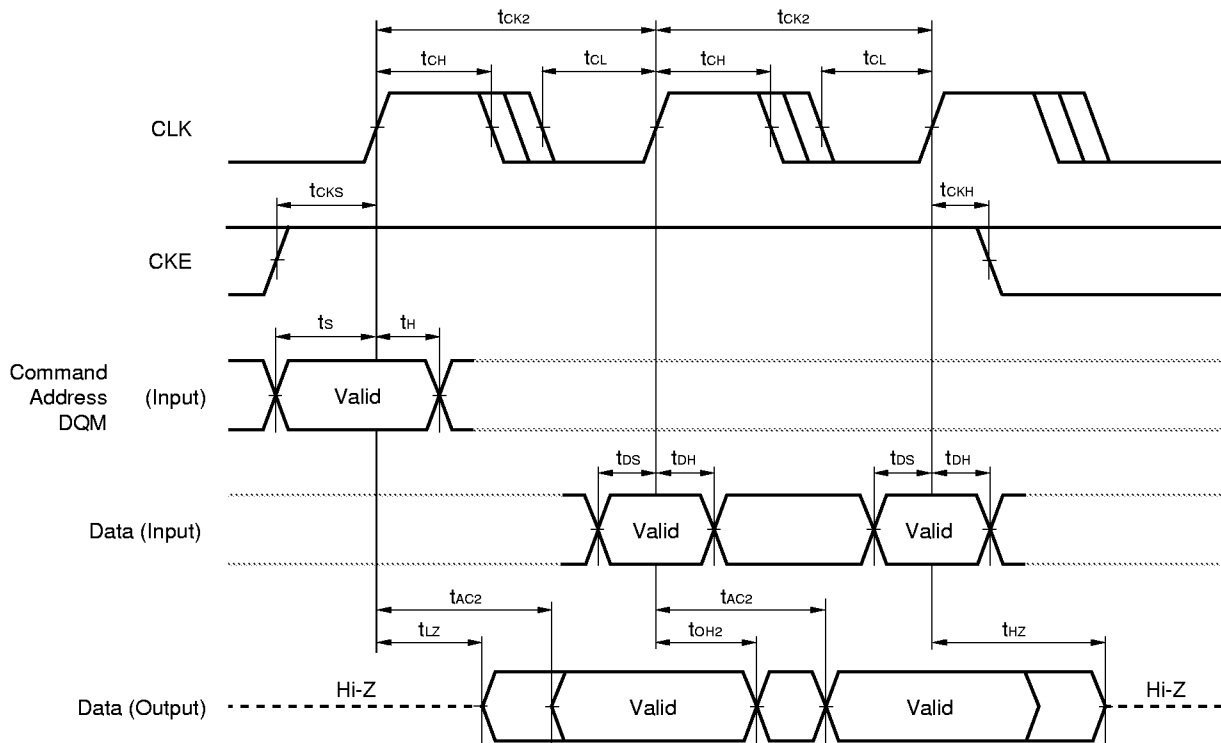 tCK2 tCK2
tCH tCL tCH tCL
CLK
tCKS tCKH
CKE
tS tH
Command
Address (Input) Valid
DQM
tDS tDH tDS tDH
Data (Input) Valid Valid
tAC2 tAC2
tLZ tOH2 tHZ
Hi-Z Hi-Z
Data (Output) Valid Valid